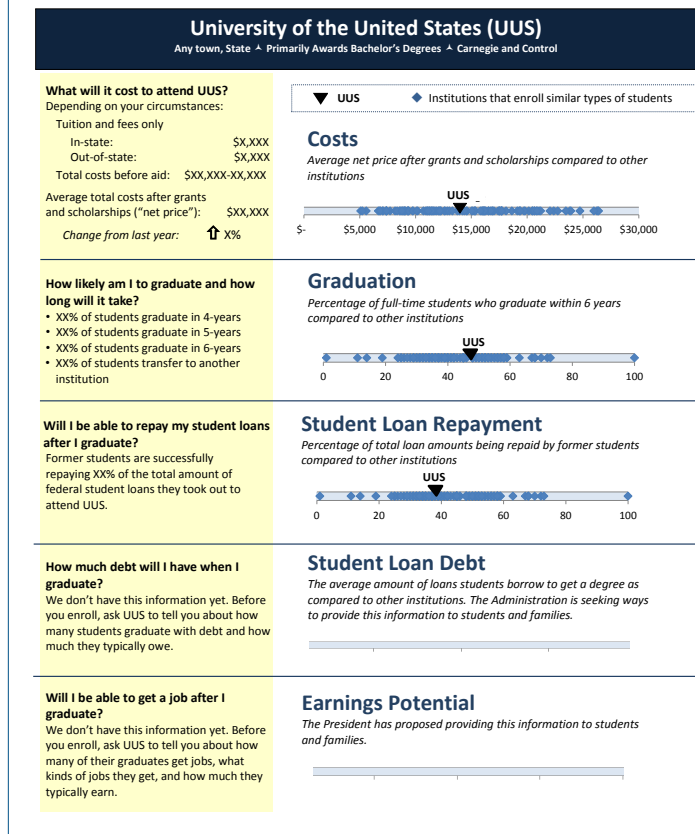 University of the United States (UUS)
Any town, State ⋏ Primarily Awards Bachelor's Degrees ⋏ Carnegie and Control
What will it cost to attend UUS?
Depending on your circumstances:
Tuition and fees only
In-state: $X,XXX
Out-of-state: $X,XXX
Total costs before aid: $XX,XXX-XX,XXX
Average total costs after grants
and scholarships ("net price"): $XX,XXX
Change from last year: X%
UUS
Institutions that enroll similar types of students
Costs
Average net price after grants and scholarships compared to other
institutions
UUS
$- $5,000 $10,000 $15,000 $20,000 $25,000 $30,000
How likely am I to graduate and how
long will it take?
• XX% of students graduate in 4-years
• XX% of students graduate in 5-years
• XX% of students graduate in 6-years
• XX% of students transfer to another
institution
Graduation
Percentage of full-time students who graduate within 6 years
compared to other institutions
UUS
0 20 40 60 80 100
Will I be able to repay my student loans
after I graduate?
Former students are successfully
repaying XX% of the total amount of
federal student loans they took out to
attend UUS.
Student Loan Repayment
Percentage of total loan amounts being repaid by former students
compared to other institutions
UUS
0 20 40 60 80 100
How much debt will I have when I
graduate?
We don't have this information yet. Before
you enroll, ask UUS to tell you about how
many students graduate with debt and how
much they typically owe.
Student Loan Debt
The average amount of loans students borrow to get a degree as
compared to other institutions. The Administration is seeking ways
to provide this information to students and families.
Will I be able to get a job after I
graduate?
We don't have this information yet. Before
you enroll, ask UUS to tell you about how
many of their graduates get jobs, what
kinds of jobs they get, and how much they
typically earn.
Earnings Potential
The President has proposed providing this information to students
and families.